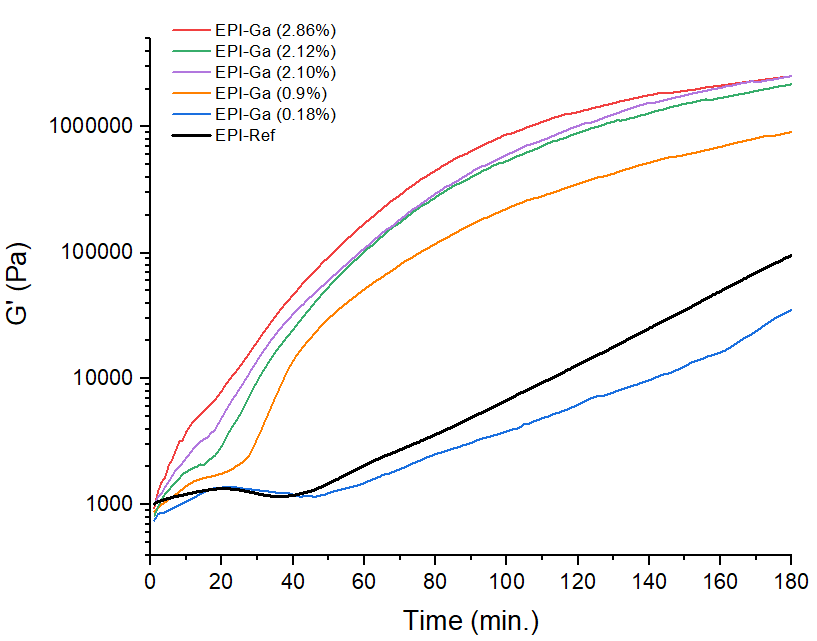 EPI-Ga (2.86%)
EPI-Ga (2.12%)
EPI-Ga (2.10%)
EPI-Ga (0.9%)
EPI-Ga (0.18%)
EPI-Ref
1000000
100000
10000
1000
G' (Pa)
0 20 40 60 80 100 120 140 160 180
Time (min.)